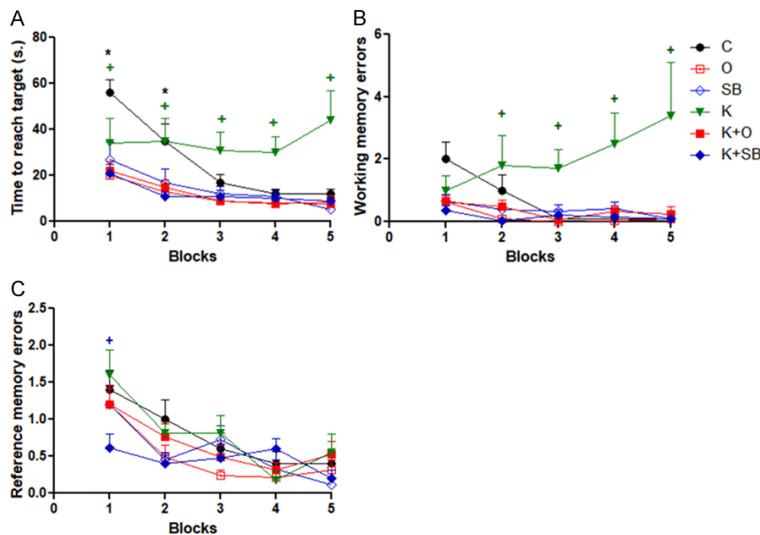 A
Time to reach target (s.)
80
60
40
20
0
* + * + + + +
0 1 2 3 4 5
Blocks
B
Working memory errors
6
4
2
0
+ + + + 
0 1 2 3 4 5
Blocks
C
O
SB
K
K+O
K+SB
C
Reference memory errors
2.5
2.0
1.5
1.0
0.5
0.0
+
0 1 2 3 4 5
Blocks